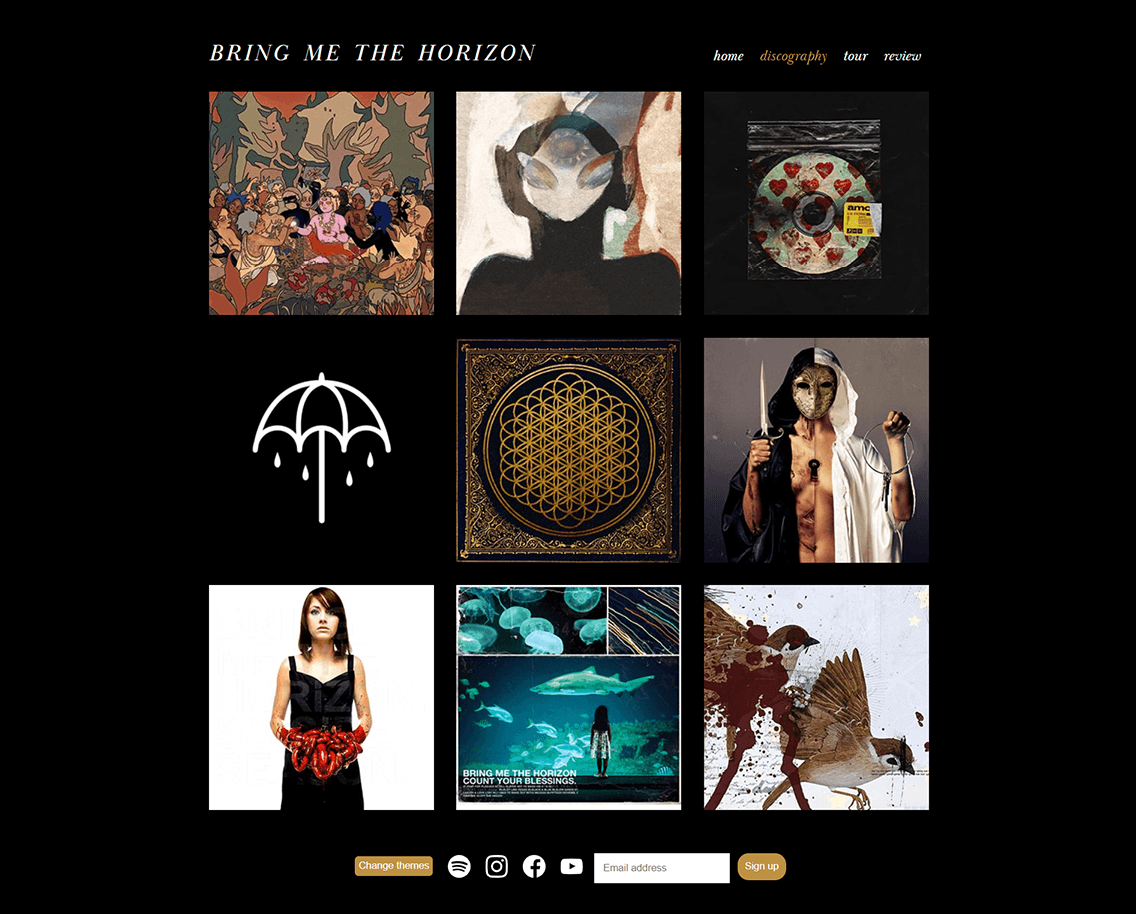 BRING ME THE HORIZON
home discography tour review
amo
BRING ME THE HORIZON
COUNT YOUR BLESSINGS.
Change themes
Email address
Sign up